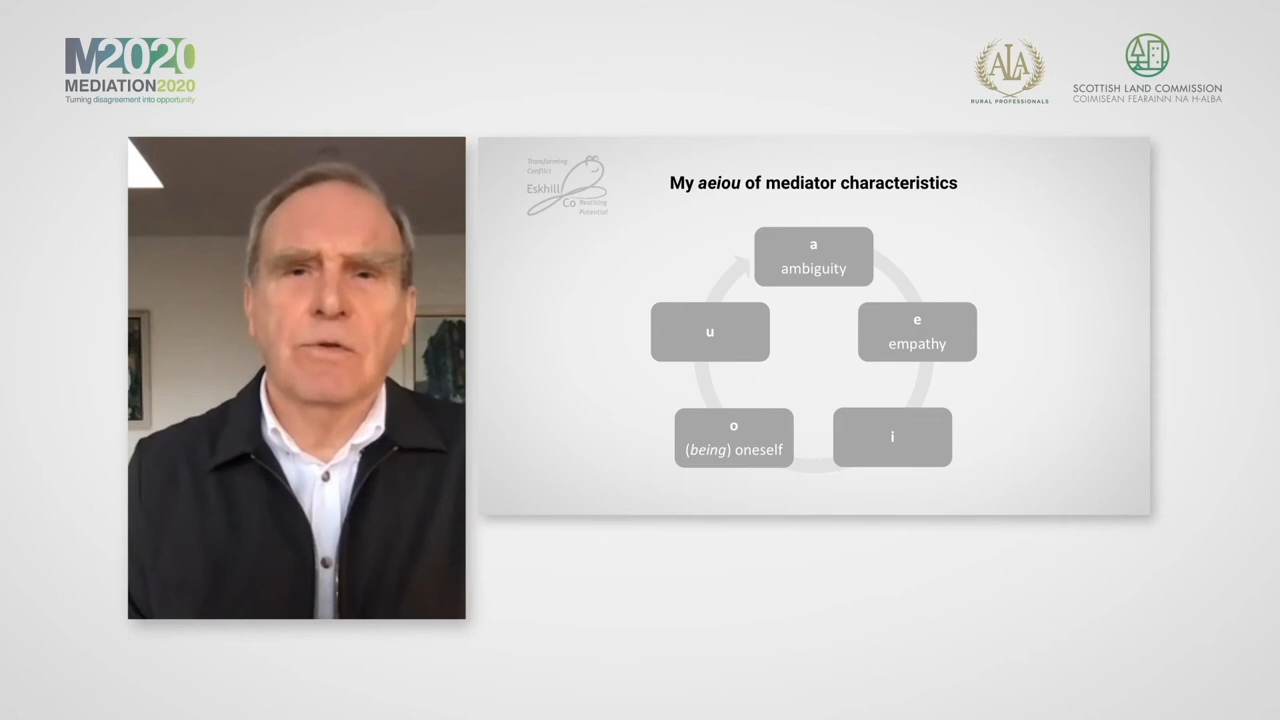 M2020
MEDIATION2020
Turning disagreement into opportunity
ALA
RURAL PROFESSIONALS
SCOTTISH LAND COMMISSION
COIMISEAN FEARAINN NA H-ALBA
Transforming
Conflict
Eskhill
Co
Realising
Potential
My aeiou of mediator characteristics
a
ambiguity
e
empathy
i
o
(being) oneself
u